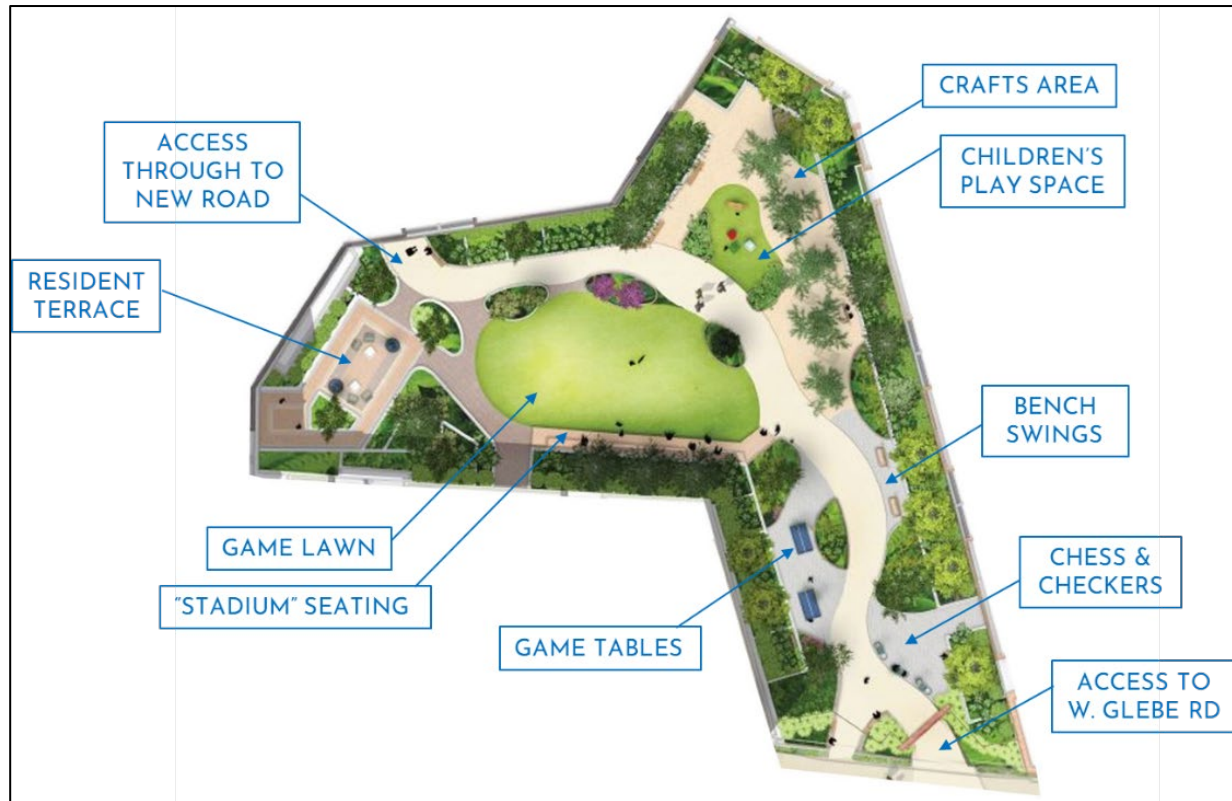 CRAFTS AREA
ACCESS
THROUGH TO
NEW ROAD
CHILDREN'S
PLAY SPACE
RESIDENT
TERRACE
BENCH
SWINGS
GAME LAWN
"STADIUM" SEATING
GAME TABLES
CHESS &
CHECKERS
ACCESS TO
W. GLEBE RD